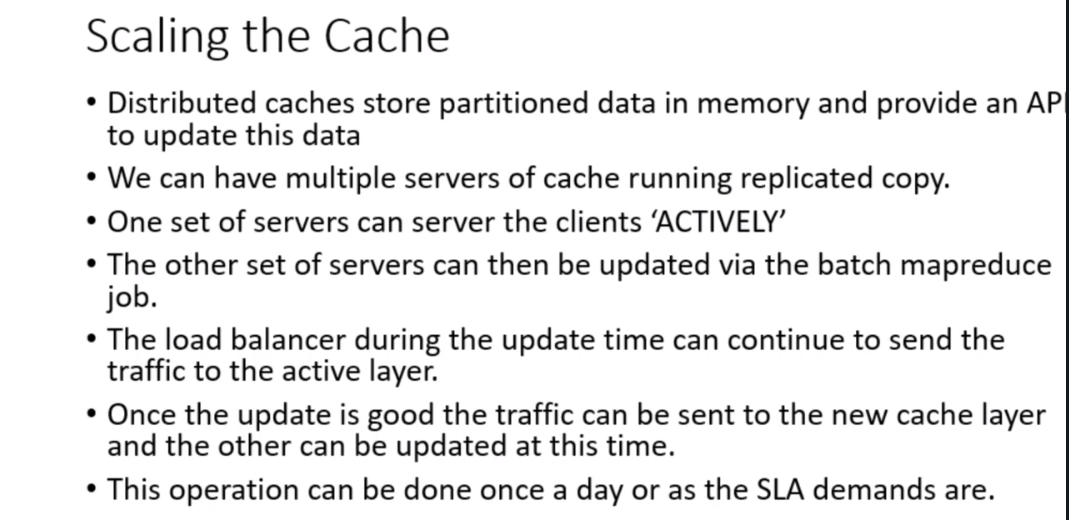 Scaling the Cache
• Distributed caches store partitioned data in memory and provide an API
to update this data
• We can have multiple servers of cache running replicated copy.
• One set of servers can server the clients ‘ACTIVELY’
• The other set of servers can then be updated via the batch mapreduce
job.
• The load balancer during the update time can continue to send the
traffic to the active layer.
• Once the update is good the traffic can be sent to the new cache layer
and the other can be updated at this time.
• This operation can be done once a day or as the SLA demands are.